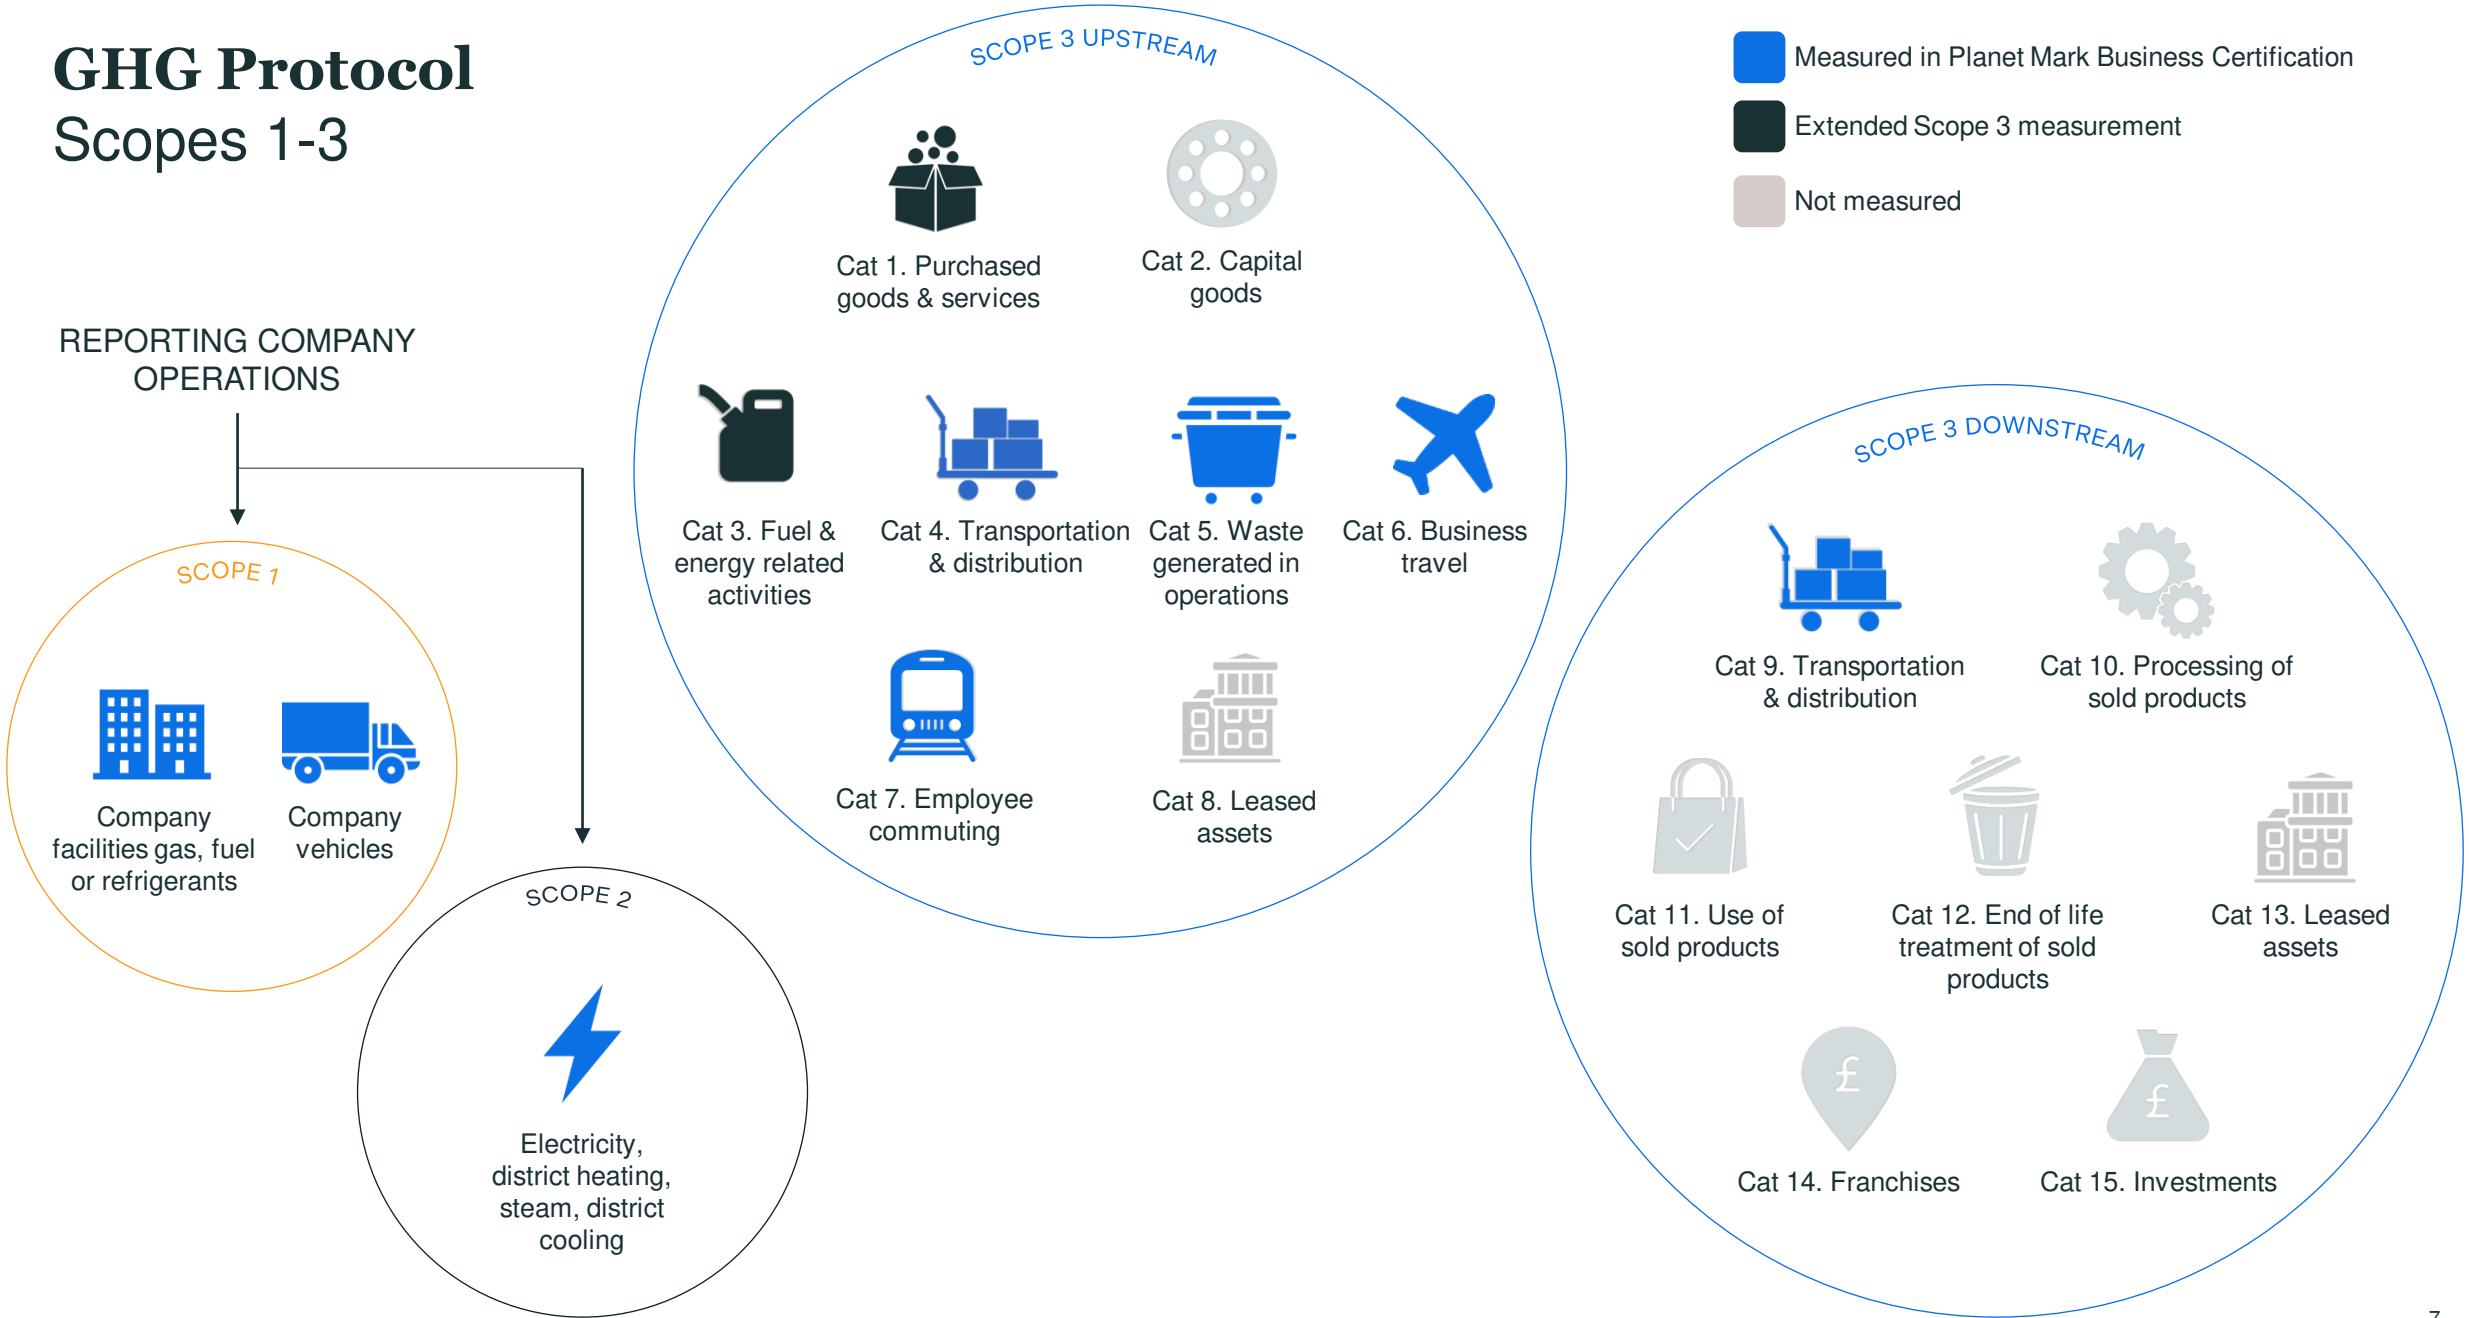 GHG Protocol
Scopes 1-3
REPORTING COMPANY
OPERATIONS
SCOPE 1
Company
facilities gas, fuel
or refrigerants
Company
vehicles
SCOPE 2
Electricity,
district heating,
steam, district
cooling
SCOPE 3 UPSTREAM
Cat 1. Purchased
goods & services
Cat 2. Capital
goods
Cat 3. Fuel &
energy related
activities
Cat 4. Transportation
& distribution
Cat 5. Waste
generated in
operations
Cat 6. Business
travel
Cat 7. Employee
commuting
Cat 8. Leased
assets
Measured in Planet Mark Business Certification
Extended Scope 3 measurement
Not measured
SCOPE 3 DOWNSTREAM
Cat 9. Transportation
& distribution
Cat 10. Processing of
sold products
Cat 11. Use of
sold products
Cat 12. End of life
treatment of sold
products
Cat 13. Leased
assets
£
Cat 14. Franchises
£
Cat 15. Investments
7